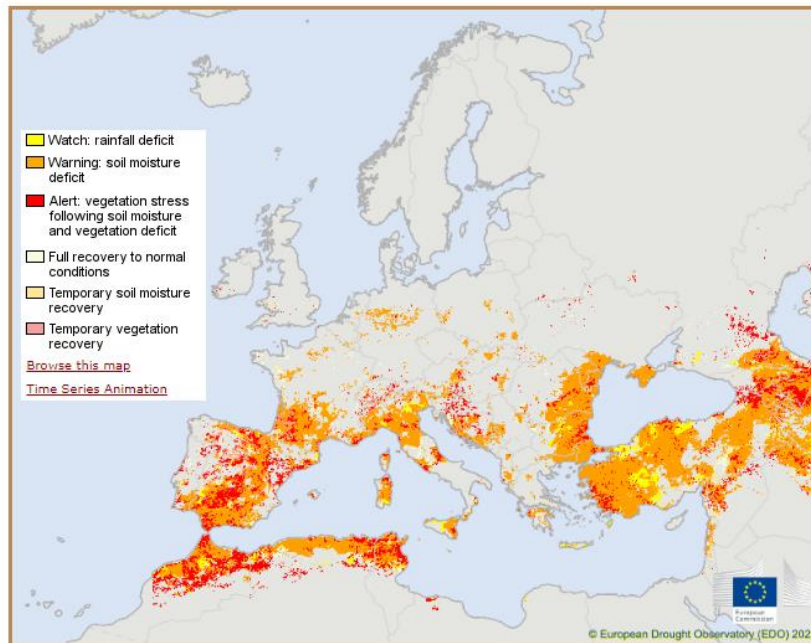 Watch: rainfall deficit
Warning: soil moisture
deficit
Alert: vegetation stress
following soil moisture
and vegetation deficit
Full recovery to normal
conditions
Temporary soil moisture
recovery
Temporary vegetation
recovery
Browse this map
Time Series Animation
European
Commission
© European Drought Observatory (EDO)